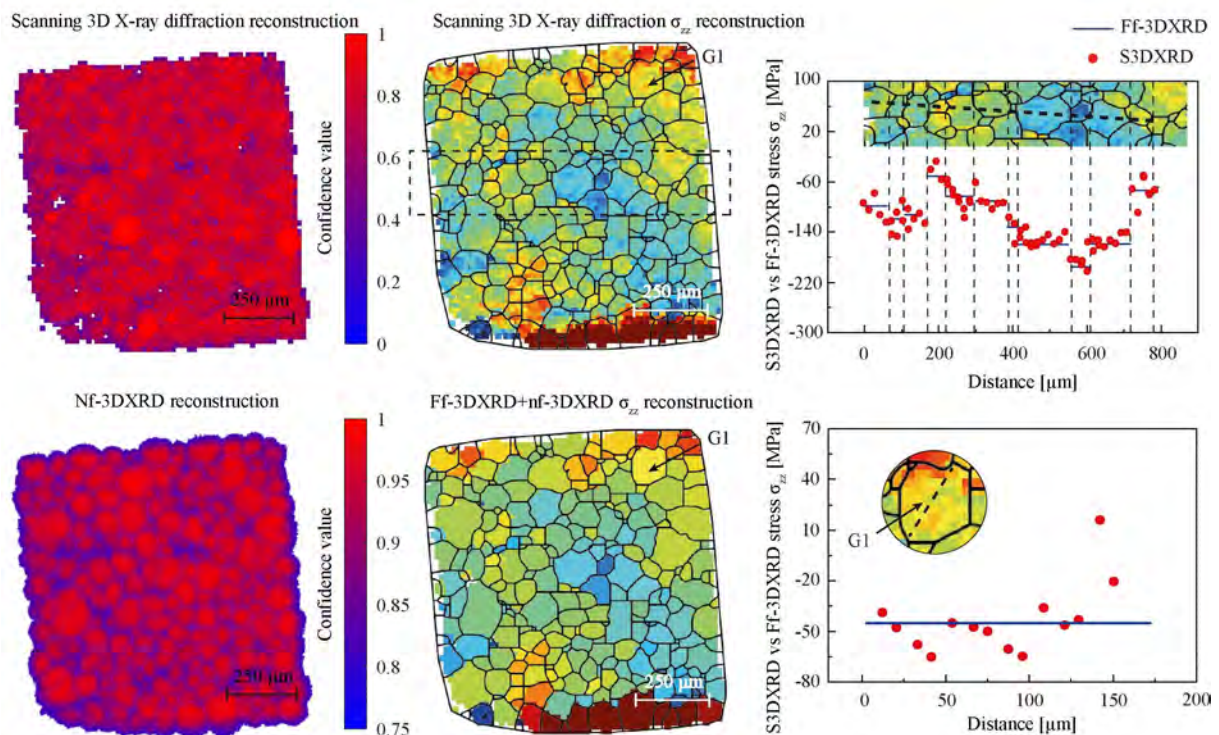 Scanning 3D X-ray diffraction reconstruction
1
0.8
0.6
0.4
0.2
0
Confidence value
250 µm
Scanning 3D X-ray diffraction σzz reconstruction
G1
250 µm
Ff-3DXRD
S3DXRD
S3DXRD vs Ff-3DXRD stress σzz [MPa]
100
20
-60
-140
-220
-300
0
200
400
600
800
Distance [µm]
Nf-3DXRD reconstruction
1
0.95
0.9
0.85
0.8
0.75
Confidence value
250 µm
Ff-3DXRD+nf-3DXRD σzz reconstruction
G1
250 µm
S3DXRD vs Ff-3DXRD stress σzz [MPa]
70
40
10
-20
-50
-80
G1
0
50
100
150
200
Distance [µm]